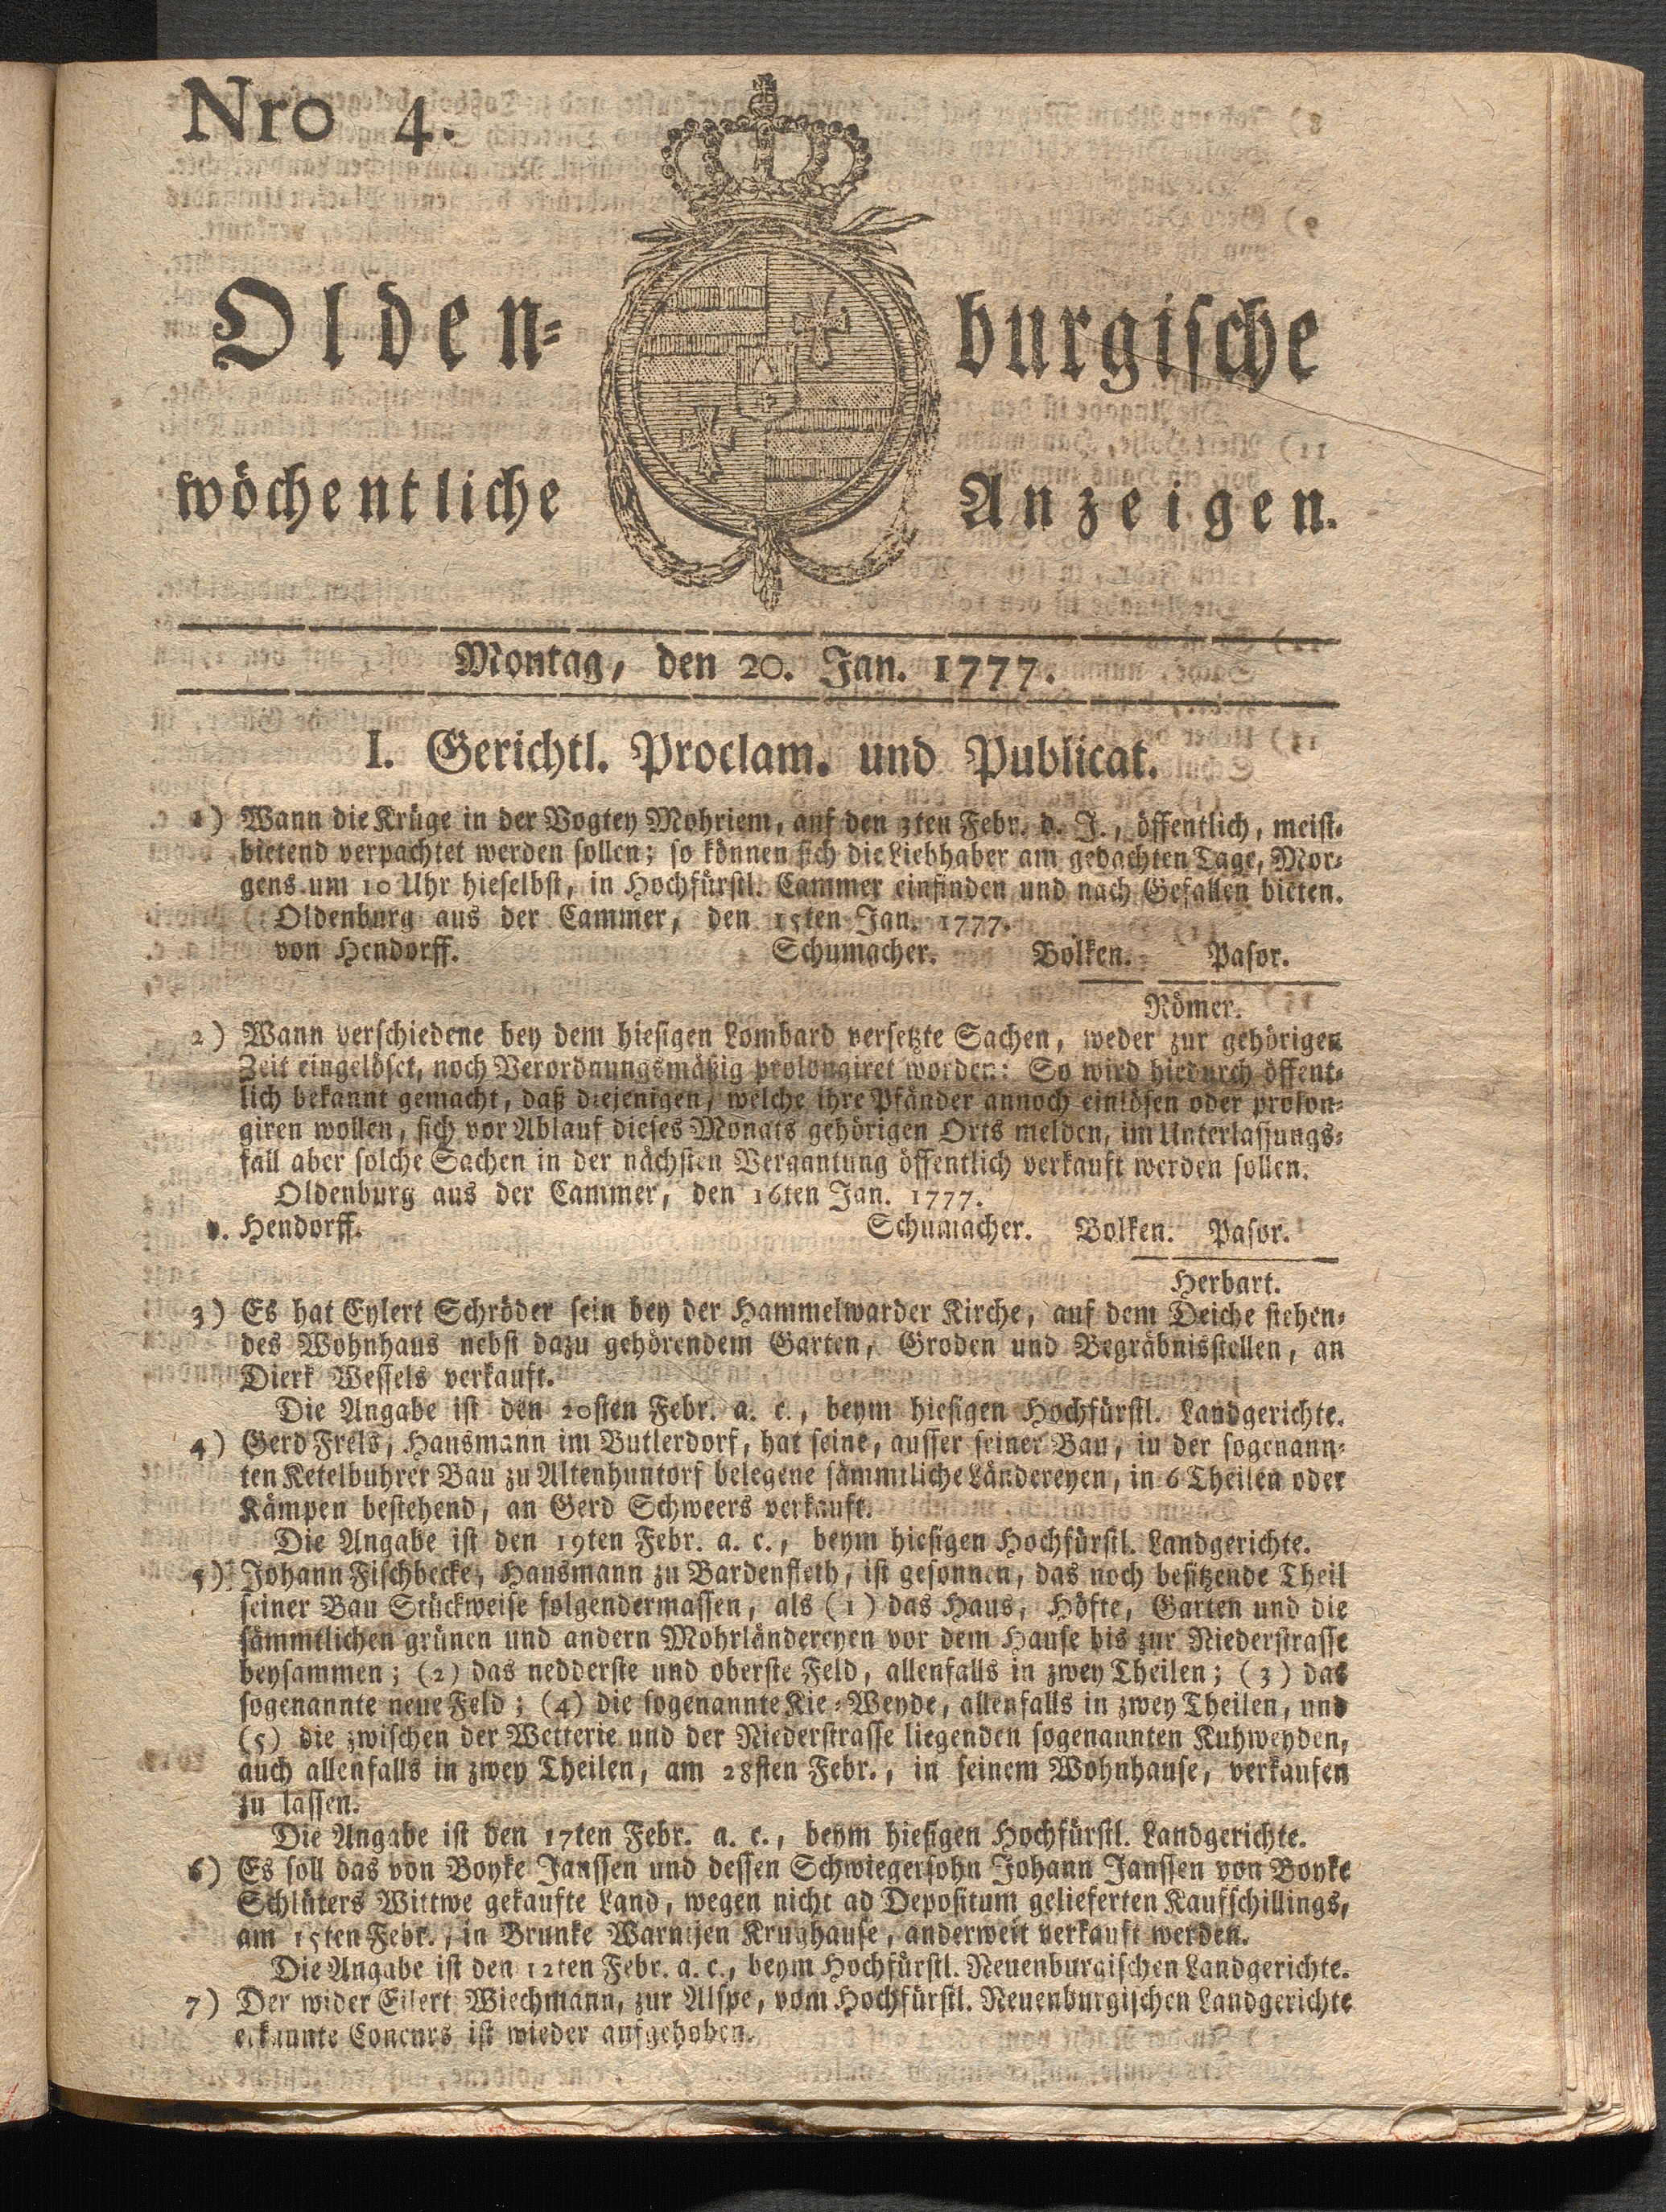 Nro 4.
Olden-
burgische
wöchentliche
Anzeigen.
Montag, den 20. Jan. 1777.
I. Gerichtl. Proclam. und Publicat.
1) Wann die Krüge in der Vogtey Mohriem, auf den 3ten Febr. d. J., öffentlich, meist-
bietend verpachtet werden sollen; so können sich die Liebhaber am gedachten Tage, Mor-
gens um 10 Uhr hieselbst, in Hochfürstl. Cammer einfinden und nach Gefallen bieten.
Oldenburg aus der Cammer, den 15ten Jan. 1777.
von Hendorff. Schumacher. Bolken. Pasor.
Römer.
2) Wann verschiedene bey dem hiesigen Lombard versetzte Sachen, weder zur gehörigen
Zeit eingelöset, noch Verordnungsmäßig prolongiret worden: So wird hiedurch öffent-
lich bekannt gemacht, daß diejenigen, welche ihre Pfänder annoch einlösen oder prolon-
giren wollen, sich vor Ablauf dieses Monats gehörigen Orts melden, im Unterlassungs-
fall aber solche Sachen in der nächsten Vergantung öffentlich verkauft werden sollen.
Oldenburg aus der Cammer, den 16ten Jan. 1777.
v. Hendorff. Schumacher. Bolken. Pasor.
Herbart.
3) Es hat Eylert Schröder sein bey der Hammelwarder Kirche, auf dem Deiche stehen-
des Wohnhaus nebst dazu gehörendem Garten, Groden und Begräbnisstellen, an
Dierk Wessels verkauft.
Die Angabe ist den 20sten Febr. a. c., beym hiesigen Hochfürstl. Landgerichte.
4) Gerd Frels, Hausmann im Butlerdorf, hat seine, ausser seiner Bau, in der sogenann-
ten Ketelbuhrer Bau zu Altenhuntorf belegene sämmtliche Ländereyen, in 6 Theilen oder
Kämpen bestehend, an Gerd Schweers verkauft.
Die Angabe ist den 19ten Febr. a. c., beym hiesigen Hochfürstl. Landgerichte.
5) Johann Fischbecke, Hausmann zu Bardenfleth, ist gesonnen, das noch besitzende Theil
seiner Bau Stückweise folgendermassen, als (1) das Haus, Höfte, Garten und die
sämmtlichen grünen und andern Mohrländereyen vor dem Hause bis zur Niederstrasse
beysammen; (2) das nedderste und oberste Feld, allenfalls in zwey Theilen; (3) das
sogenannte neue Feld; (4) die sogenannte Kie-Weyde, allenfalls in zwey Theilen, und
(5) die zwischen der Wetterie und der Niederstrasse liegenden sogenannten Kuhweyden,
auch allenfalls in zwey Theilen, am 28sten Febr., in seinem Wohnhause, verkaufen
zu lassen.
Die Angabe ist den 17ten Febr. a. c., beym hiesigen Hochfürstl. Landgerichte.
6) Es soll das von Boyke Janssen und dessen Schwiegersohn Johann Janssen von Boyke
Schlüters Wittwe gekaufte Land, wegen nicht ad Depositum gelieferten Kaufschillings,
am 15ten Febr., in Brunke Warntjen Krughause, anderweit verkauft werden.
Die Angabe ist den 12ten Febr. a. c., beym Hochfürstl. Neuenburgischen Landgerichte.
7) Der wider Eilert Wiechmann, zur Alspe, vom Hochfürstl. Neuenburgischen Landgerichte
erkannte Concurs ist wieder aufgehoben.